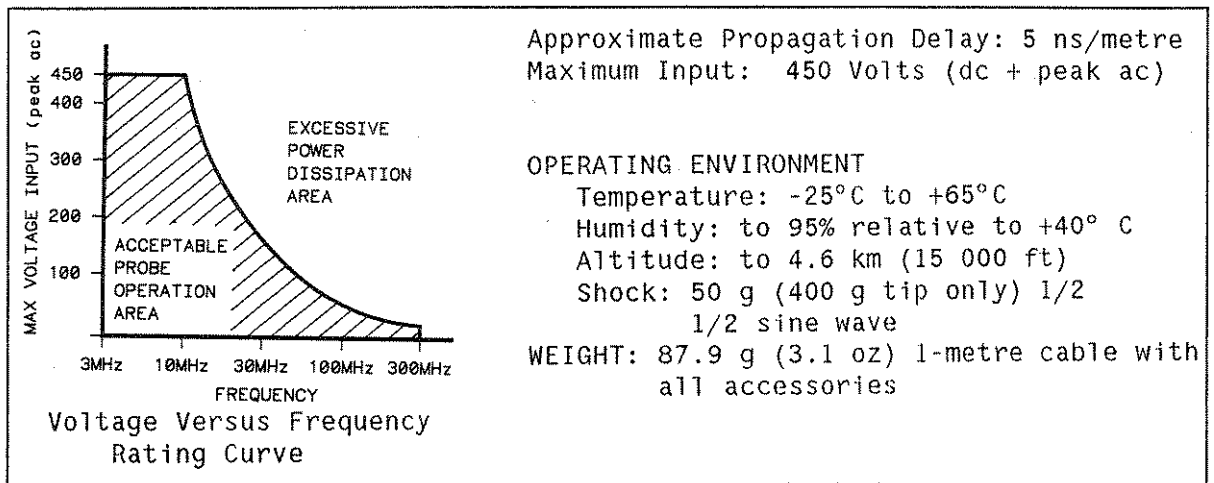 MAX VOLTAGE INPUT (peak ac)
450
400
300
200
100
EXCESSIVE
POWER
DISSIPATION
AREA
ACCEPTABLE
PROBE
OPERATION
AREA
3MHz 10MHz 30MHz 100MHz 300MHz
FREQUENCY
Voltage Versus Frequency
Rating Curve
Approximate Propagation Delay: 5 ns/metre
Maximum Input: 450 Volts (dc + peak ac)
OPERATING ENVIRONMENT
Temperature: -25°C to +65°C
Humidity: to 95% relative to +40° C
Altitude: to 4.6 km (15 000 ft)
Shock: 50 g (400 g tip only) 1/2
1/2 sine wave
WEIGHT: 87.9 g (3.1 oz) 1-metre cable with
all accessories